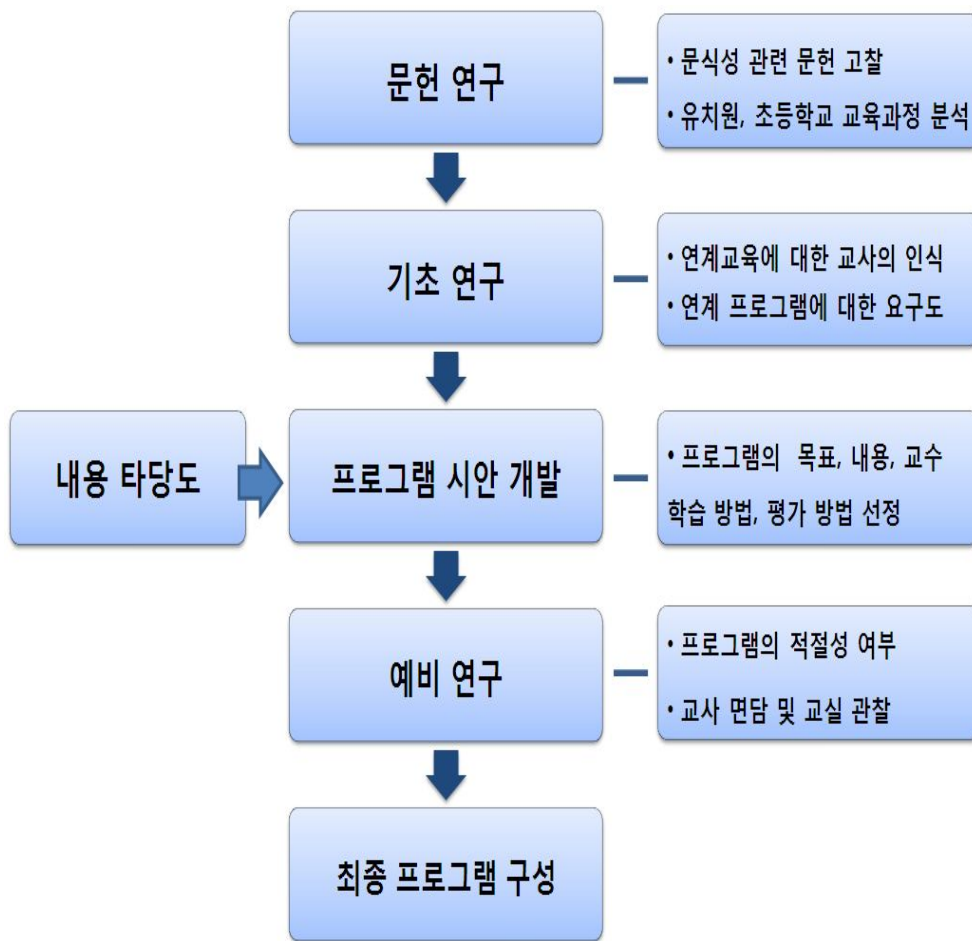 문헌 연구
• 문식성 관련 문헌 고찰
• 유치원, 초등학교 교육과정 분석
기초 연구
• 연계교육에 대한 교사의 인식
• 연계 프로그램에 대한 요구도
내용 타당도
프로그램 시안 개발
• 프로그램의 목표, 내용, 교수
학습 방법, 평가 방법 선정
예비 연구
• 프로그램의 적절성 여부
• 교사 면담 및 교실 관찰
최종 프로그램 구성